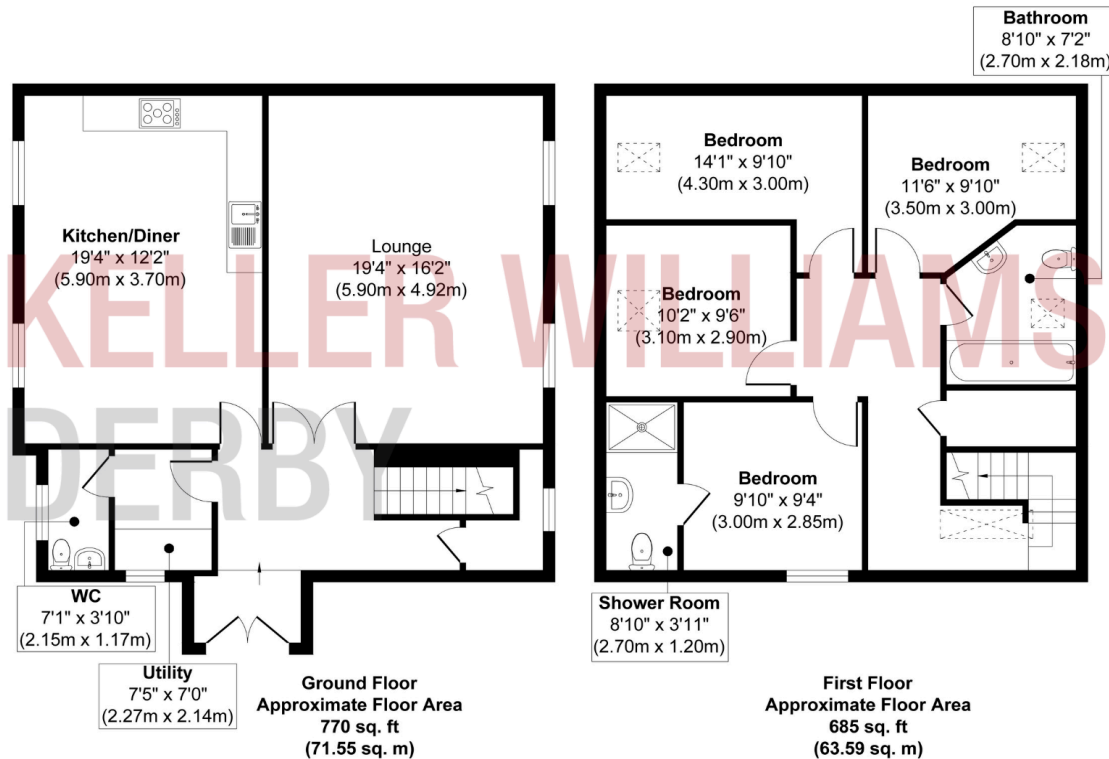 Bathroom
8'10" x 7'2"
(2.70m x 2.18m)
Kitchen/Diner
19'4" x 12'2"
(5.90m x 3.70m)
Lounge
19'4" x 16'2"
(5.90m x 4.92m)
Bedroom
14'1" x 9'10"
(4.30m x 3.00m)
Bedroom
11'6" x 9'10"
(3.50m x 3.00m)
Bedroom
10'2" x 9'6"
(3.10m x 2.90m)
KELLER WILLIAMS
DERBY
Bedroom
9'10" x 9'4"
(3.00m x 2.85m)
WC
7'1" x 3'10"
(2.15m x 1.17m)
Utility
7'5" x 7'0"
(2.27m x 2.14m)
Shower Room
8'10" x 3'11"
(2.70m x 1.20m)
Ground Floor
Approximate Floor Area
770 sq. ft
(71.55 sq. m)
First Floor
Approximate Floor Area
685 sq. ft
(63.59 sq. m)